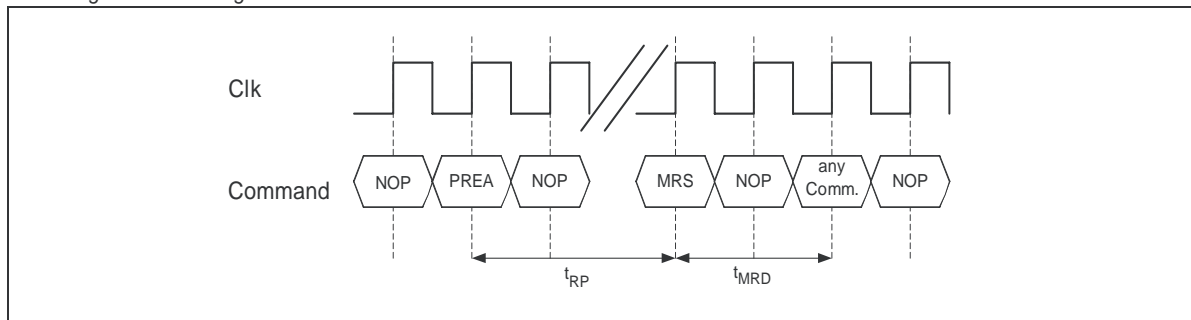 Clk
Command
NOP
PREA
NOP
MRS
NOP
any
Comm.
NOP
tRP
tMRD